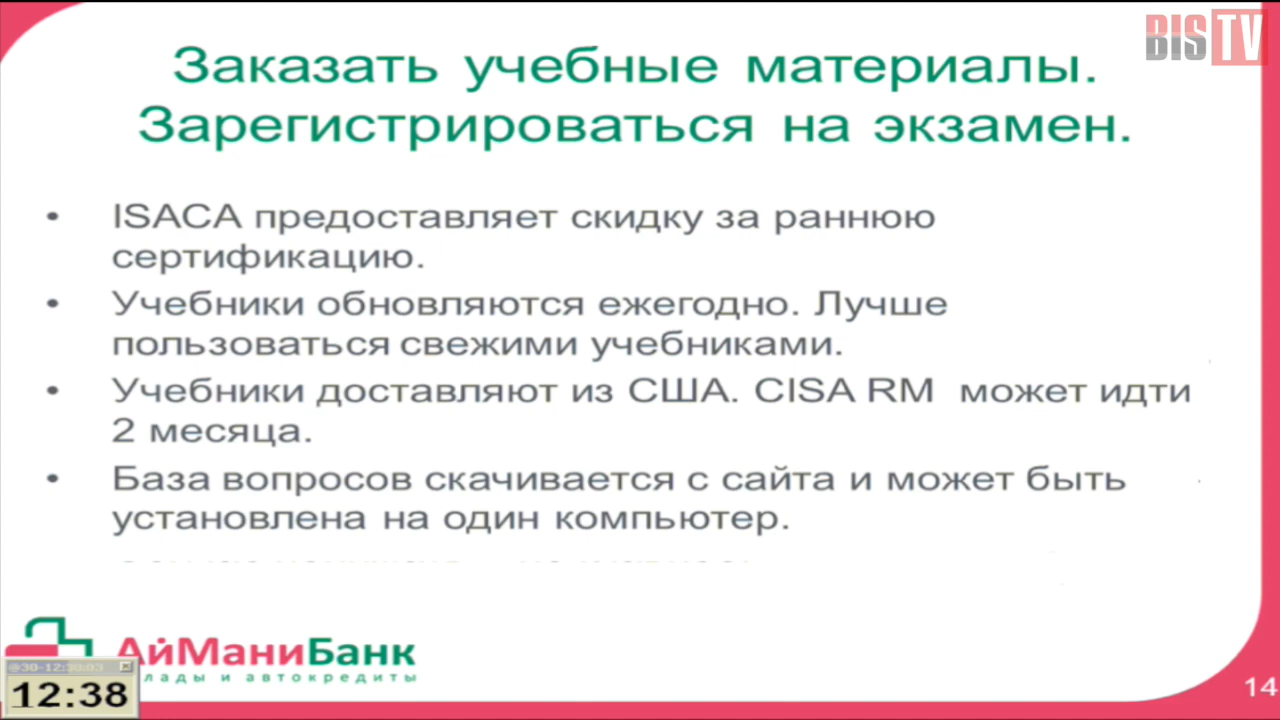 BIS TV
Заказать учебные материалы.
Зарегистрироваться на экзамен.
• ISACA предоставляет скидку за раннюю
сертификацию.
• Учебники обновляются ежегодно. Лучше
пользоваться свежими учебниками.
• Учебники доставляют из США. CISA RM может идти
2 месяца.
• База вопросов скачивается с сайта и может быть
установлена на один компьютер.
АйМаниБанк
лады и автокредиты
12:38
14